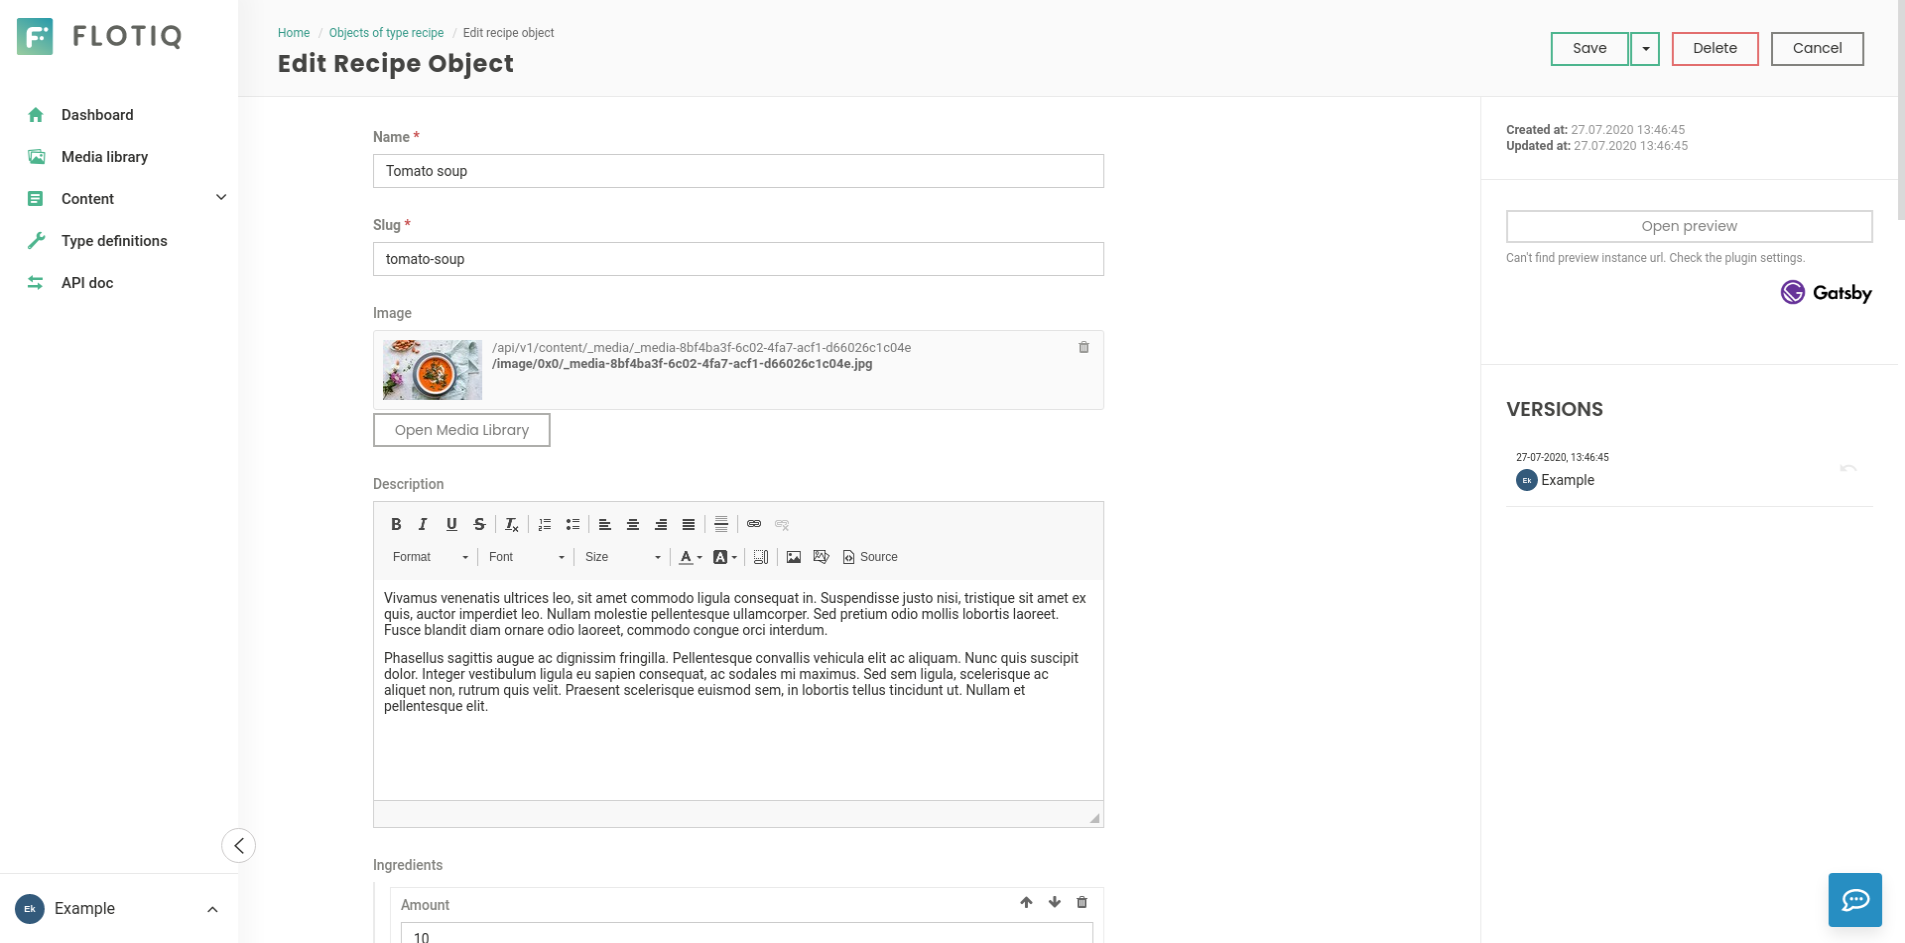 FLOTIQ
Dashboard
Media library
Content
Type definitions
API doc
Ek Example
Home / Objects of type recipe / Edit recipe object
Edit Recipe Object
Save
Delete
Cancel
Name *
Tomato soup
Slug *
tomato-soup
Image
/api/v1/content/_media/_media-8bf4ba3f-6c02-4fa7-acf1-d66026c1c04e
/image/0x0/_media-8bf4ba3f-6c02-4fa7-acf1-d66026c1c04e.jpg
Open Media Library
Description
Format Font Size Source
Vivamus venenatis ultrices leo, sit amet commodo ligula consequat in. Suspendisse justo nisi, tristique sit amet ex
quis, auctor imperdiet leo. Nullam molestie pellentesque ullamcorper. Sed pretium odio mollis lobortis laoreet.
Fusce blandit diam ornare odio laoreet, commodo congue orci interdum.
Phasellus sagittis augue ac dignissim fringilla. Pellentesque convallis vehicula elit ac aliquam. Nunc quis suscipit
dolor. Integer vestibulum ligula eu sapien consequat, ac sodales mi maximus. Sed sem ligula, scelerisque ac
aliquet non, rutrum quis velit. Praesent scelerisque euismod sem, in lobortis tellus tincidunt ut. Nullam et
pellentesque elit.
Ingredients
Amount
10
Created at: 27.07.2020 13:46:45
Updated at: 27.07.2020 13:46:45
Open preview
Can't find preview instance url. Check the plugin settings.
Gatsby
VERSIONS
27-07-2020, 13:46:45
Ek Example